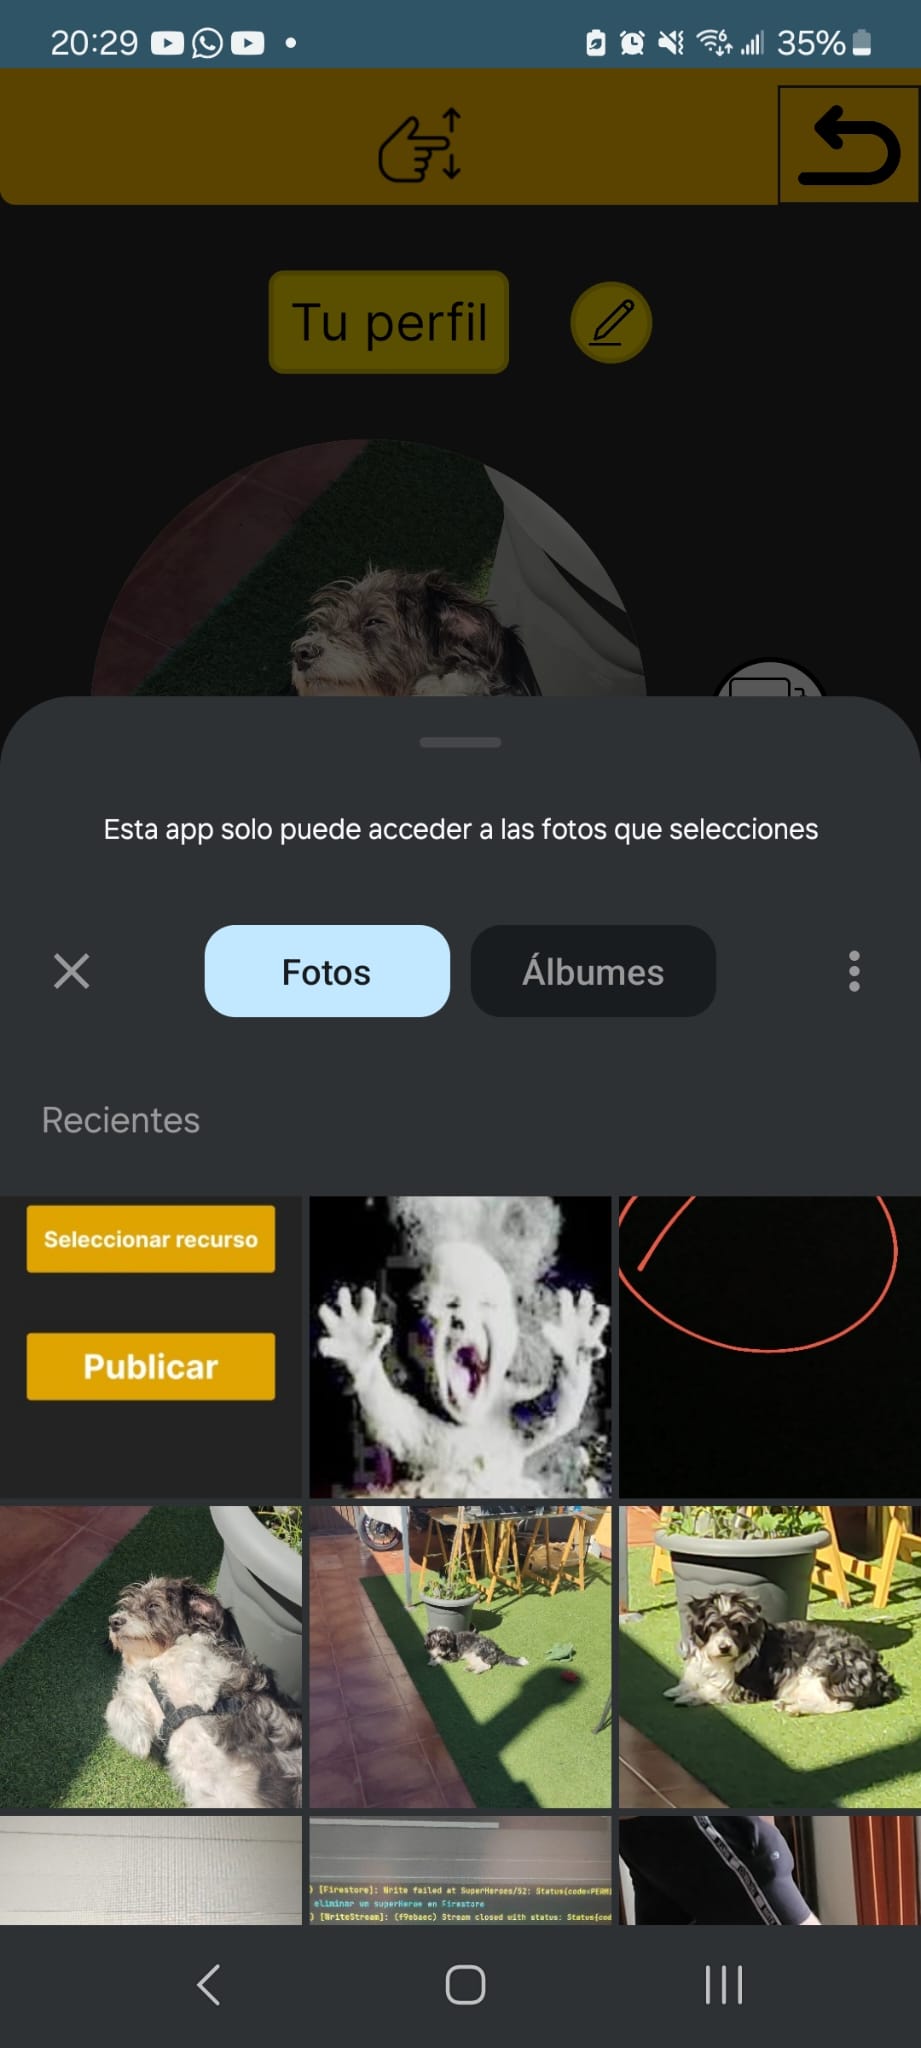 20:29
35%
Tu perfil
Esta app solo puede acceder a las fotos que selecciones
Fotos
Álbumes
Recientes
Seleccionar recurso
Publicar
) [Firestore]: Write failed at SuperHeroes/52: Status{code=PERM
eliminar un superHeroe en Firestore
) [WriteStream]: (f9ebaec) Stream closed with status: Status{cod